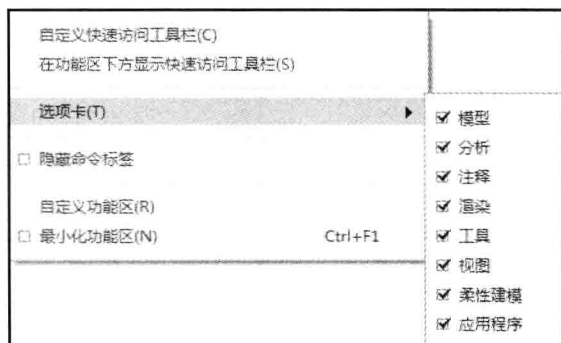 自定义快速访问工具栏(C)
在功能区下方显示快速访问工具栏(S)
选项卡(T)
隐蔽命令标签
自定义功能区(R)
最小化功能区(N) Ctrl+F1
模型
分析
注释
渲染
工具
视图
柔性建模
应用程序